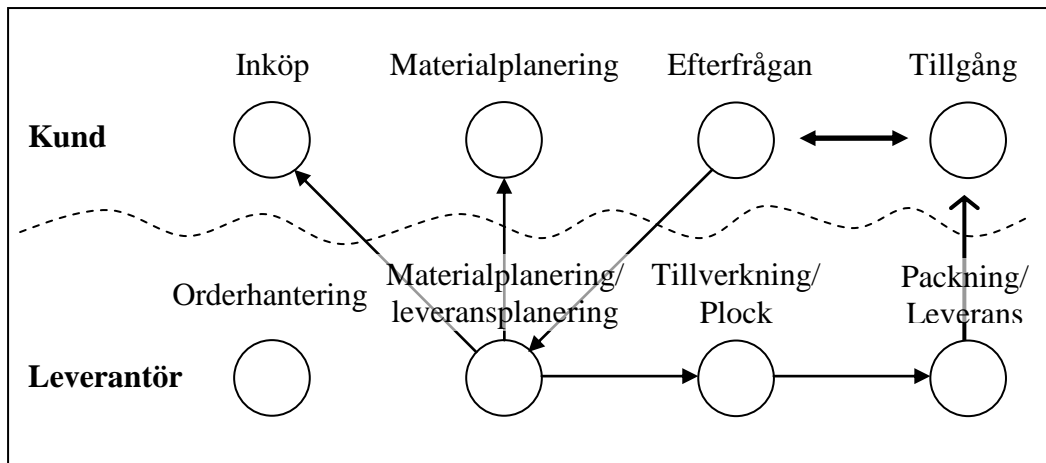 Inköp
Materialplanering
Efterfrågan
Tillgång
Kund
Orderhantering
Materialplanering/
leveransplanering
Tillverkning/
Plock
Packning/
Leverans
Leverantör